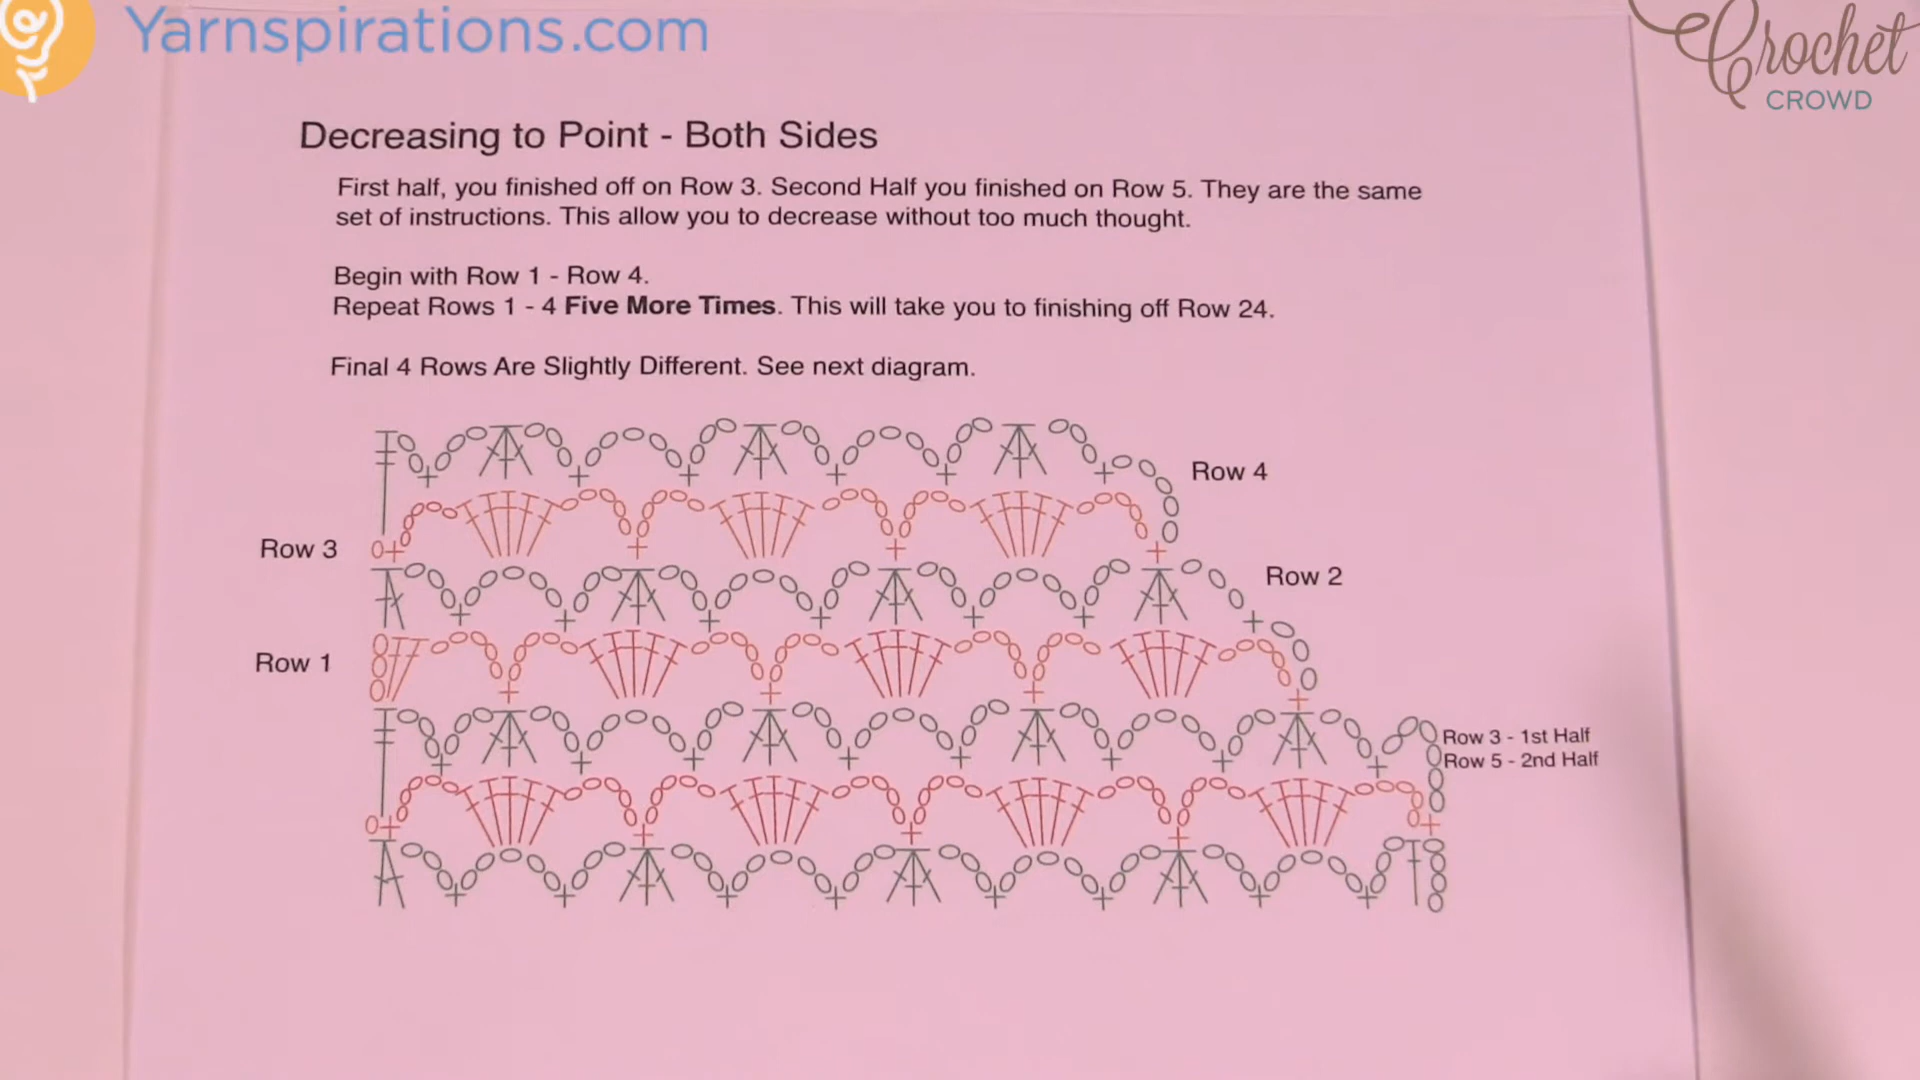 Yarnspirations.com
Crochet
CROWD
Decreasing to Point - Both Sides
First half, you finished off on Row 3. Second Half you finished on Row 5. They are the same
set of instructions. This allow you to decrease without too much thought.
Begin with Row 1 - Row 4.
Repeat Rows 1 - 4 Five More Times. This will take you to finishing off Row 24.
Final 4 Rows Are Slightly Different. See next diagram.
Row 4
Row 3
Row 2
Row 1
Row 3 - 1st Half
Row 5 - 2nd Half